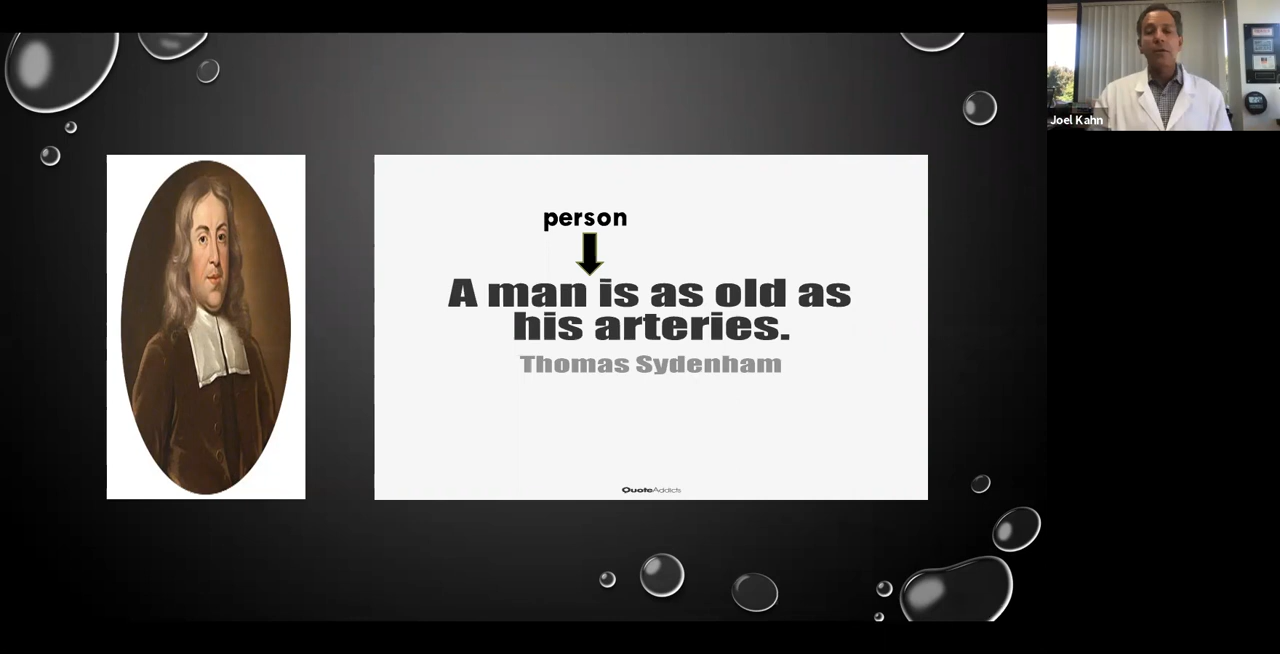 Joel Kahn
person
A man is as old as
his arteries.
Thomas Sydenham
QuoteAddicts